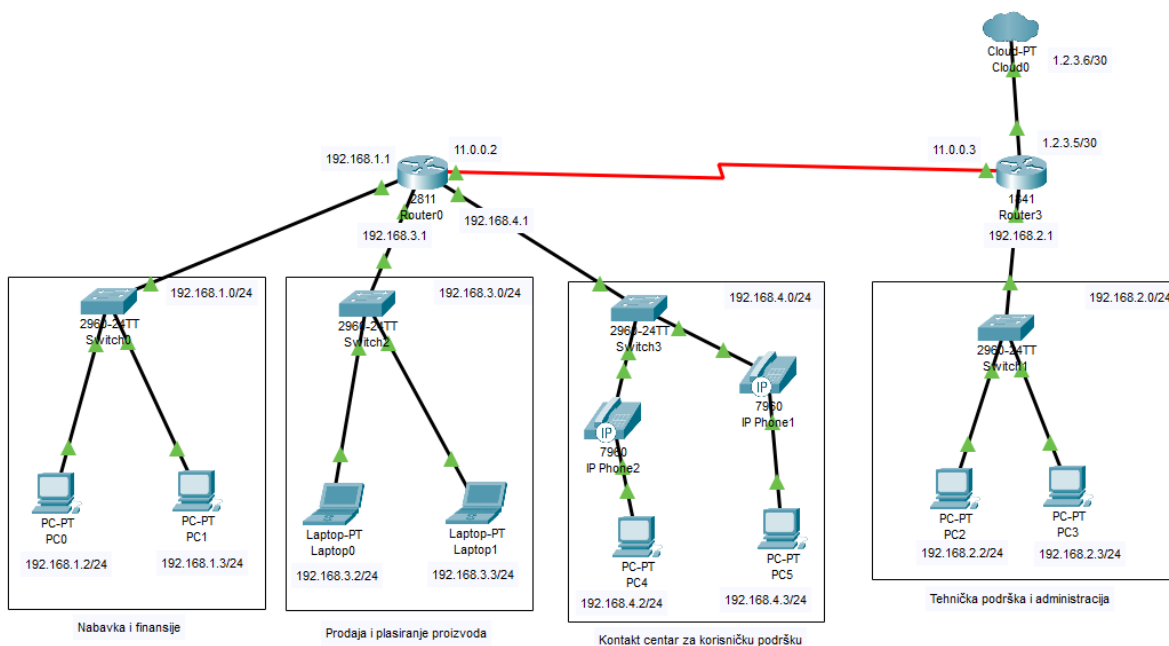 Cloud-PT
Cloud0
1.2.3.6/30
192.168.1.1
11.0.0.2
11.0.0.3
1.2.3.5/30
2811
Router0
1841
Router3
192.168.4.1
192.168.3.1
192.168.2.1
192.168.1.0/24
2960-24TT
Switch0
PC-PT
PC0
PC-PT
PC1
192.168.1.2/24
192.168.1.3/24
Nabavka i finansije
192.168.3.0/24
2960-24TT
Switch2
Laptop-PT
Laptop0
Laptop-PT
Laptop1
192.168.3.2/24
192.168.3.3/24
Prodaja i plasiranje proizvoda
192.168.4.0/24
2960-24TT
Switch3
IP
7960
IP Phone1
IP
7960
IP Phone2
PC-PT
PC4
PC-PT
PC5
192.168.4.2/24
192.168.4.3/24
Kontakt centar za korisničku podršku
192.168.2.0/24
2960-24TT
Switch1
PC-PT
PC2
PC-PT
PC3
192.168.2.2/24
192.168.2.3/24
Tehnička podrška i administracija